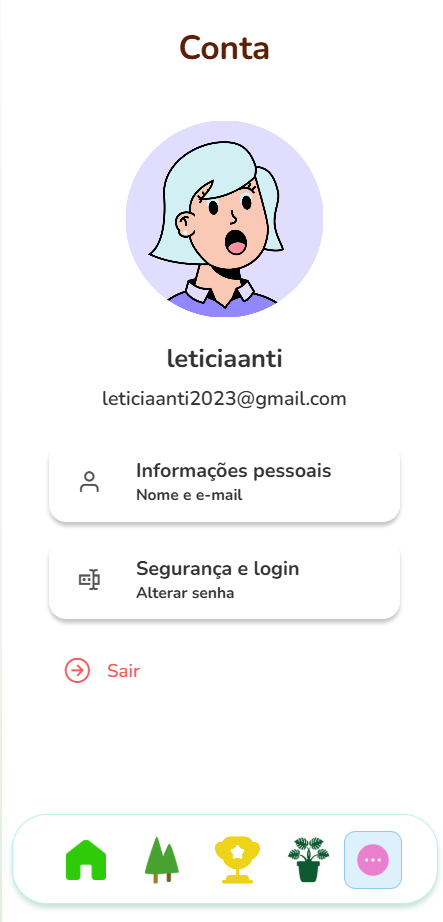 Conta
leticiaanti
leticiaanti2023@gmail.com
Informações pessoais
Nome e e-mail
Segurança e login
Alterar senha
Sair